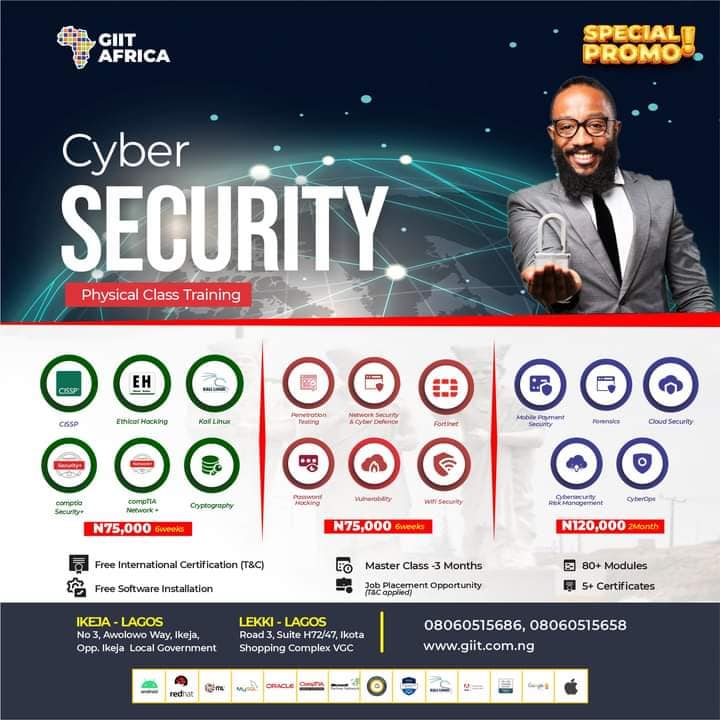 GIIT
AFRICA
SPECIAL
PROMO!
Cyber
SECURITY
Physical Class Training
CISSP
CISSP
EH
Ethical Hacking
KALI LINUX
Kali Linux
Security+
comptia
Security+
Network+
compTIA
Network +
Cryptography
N75,000 6weeks
Penetration
Testing
Network Security
& Cyber Defence
Fortinet
Password
Hacking
Vulnerability
Wifi Security
N75,000 6weeks
Mobile Payment
Security
Forensics
Cloud Security
Cybersecurity
Risk Management
CyberOps
N120,000 2Month
Free International Certification (T&C)
Free Software Installation
Master Class -3 Months
Job Placement Opportunity
(T&C applied)
80+ Modules
5+ Certificates
IKEJA - LAGOS
No 3, Awolowo Way, Ikeja,
Opp. Ikeja Local Government
LEKKI - LAGOS
Road 3, Suite H72/47, Ikota
Shopping Complex VGC
08060515686, 08060515658
www.giit.com.ng
android
redhat
MySQL
ORACLE
CompTIA
Microsoft
KALI LINUX
Google